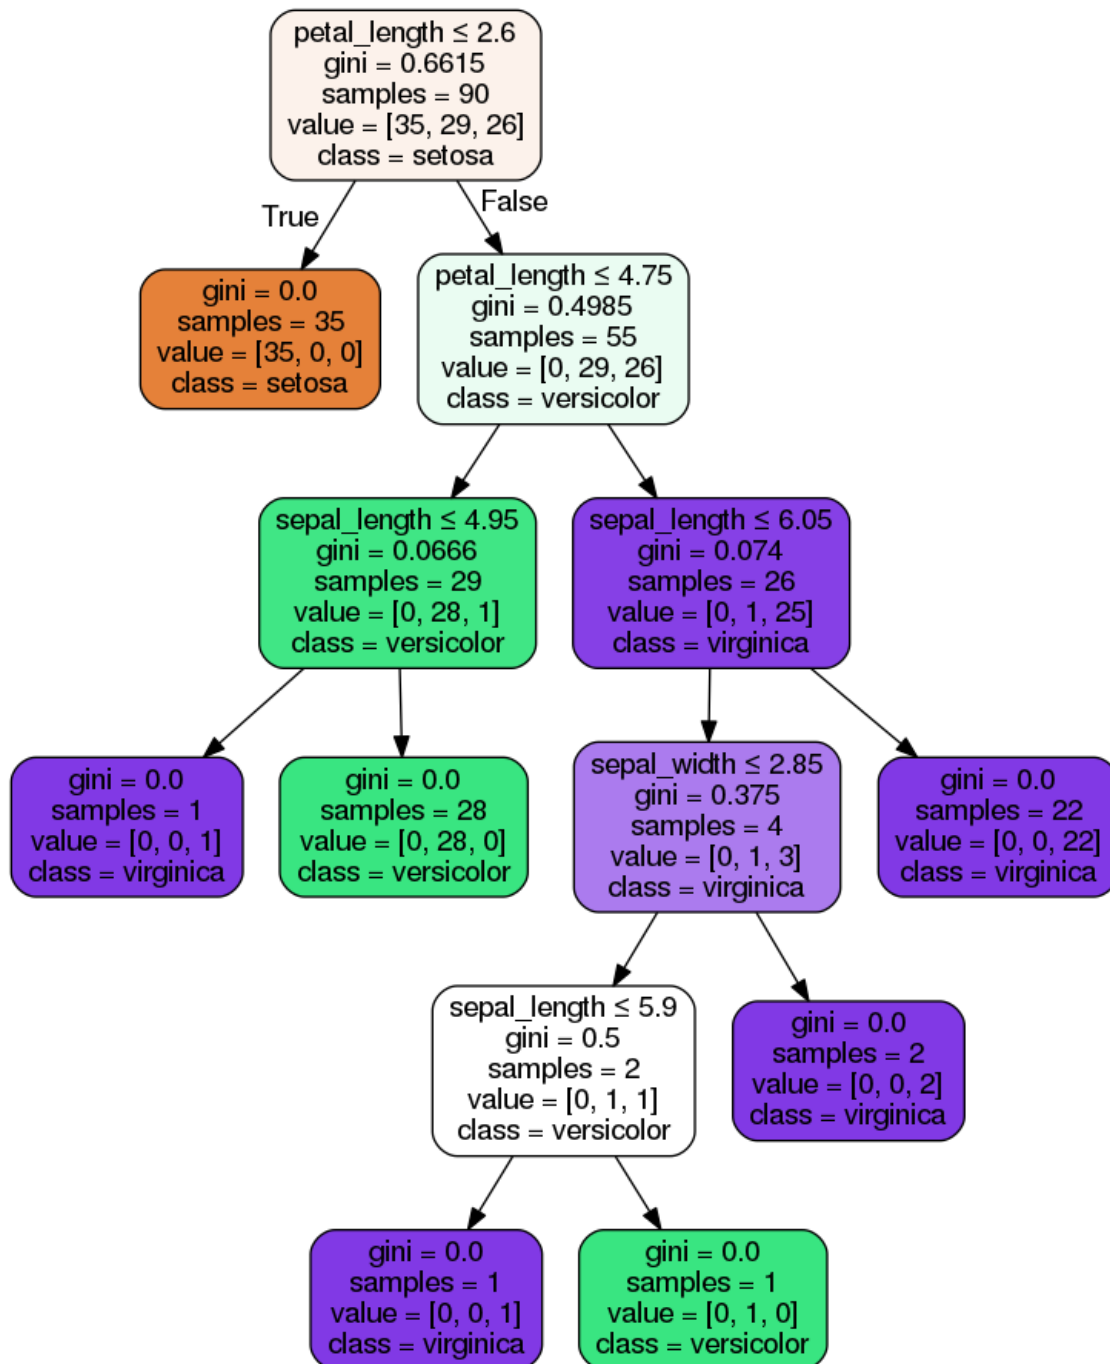 petal_length ≤ 2.6
gini = 0.6615
samples = 90
value = [35, 29, 26]
class = setosa
True
False
gini = 0.0
samples = 35
value = [35, 0, 0]
class = setosa
petal_length ≤ 4.75
gini = 0.4985
samples = 55
value = [0, 29, 26]
class = versicolor
sepal_length ≤ 4.95
gini = 0.0666
samples = 29
value = [0, 28, 1]
class = versicolor
sepal_length ≤ 6.05
gini = 0.074
samples = 26
value = [0, 1, 25]
class = virginica
gini = 0.0
samples = 1
value = [0, 0, 1]
class = virginica
gini = 0.0
samples = 28
value = [0, 28, 0]
class = versicolor
sepal_width ≤ 2.85
gini = 0.375
samples = 4
value = [0, 1, 3]
class = virginica
gini = 0.0
samples = 22
value = [0, 0, 22]
class = virginica
sepal_length ≤ 5.9
gini = 0.5
samples = 2
value = [0, 1, 1]
class = versicolor
gini = 0.0
samples = 2
value = [0, 0, 2]
class = virginica
gini = 0.0
samples = 1
value = [0, 0, 1]
class = virginica
gini = 0.0
samples = 1
value = [0, 1, 0]
class = versicolor